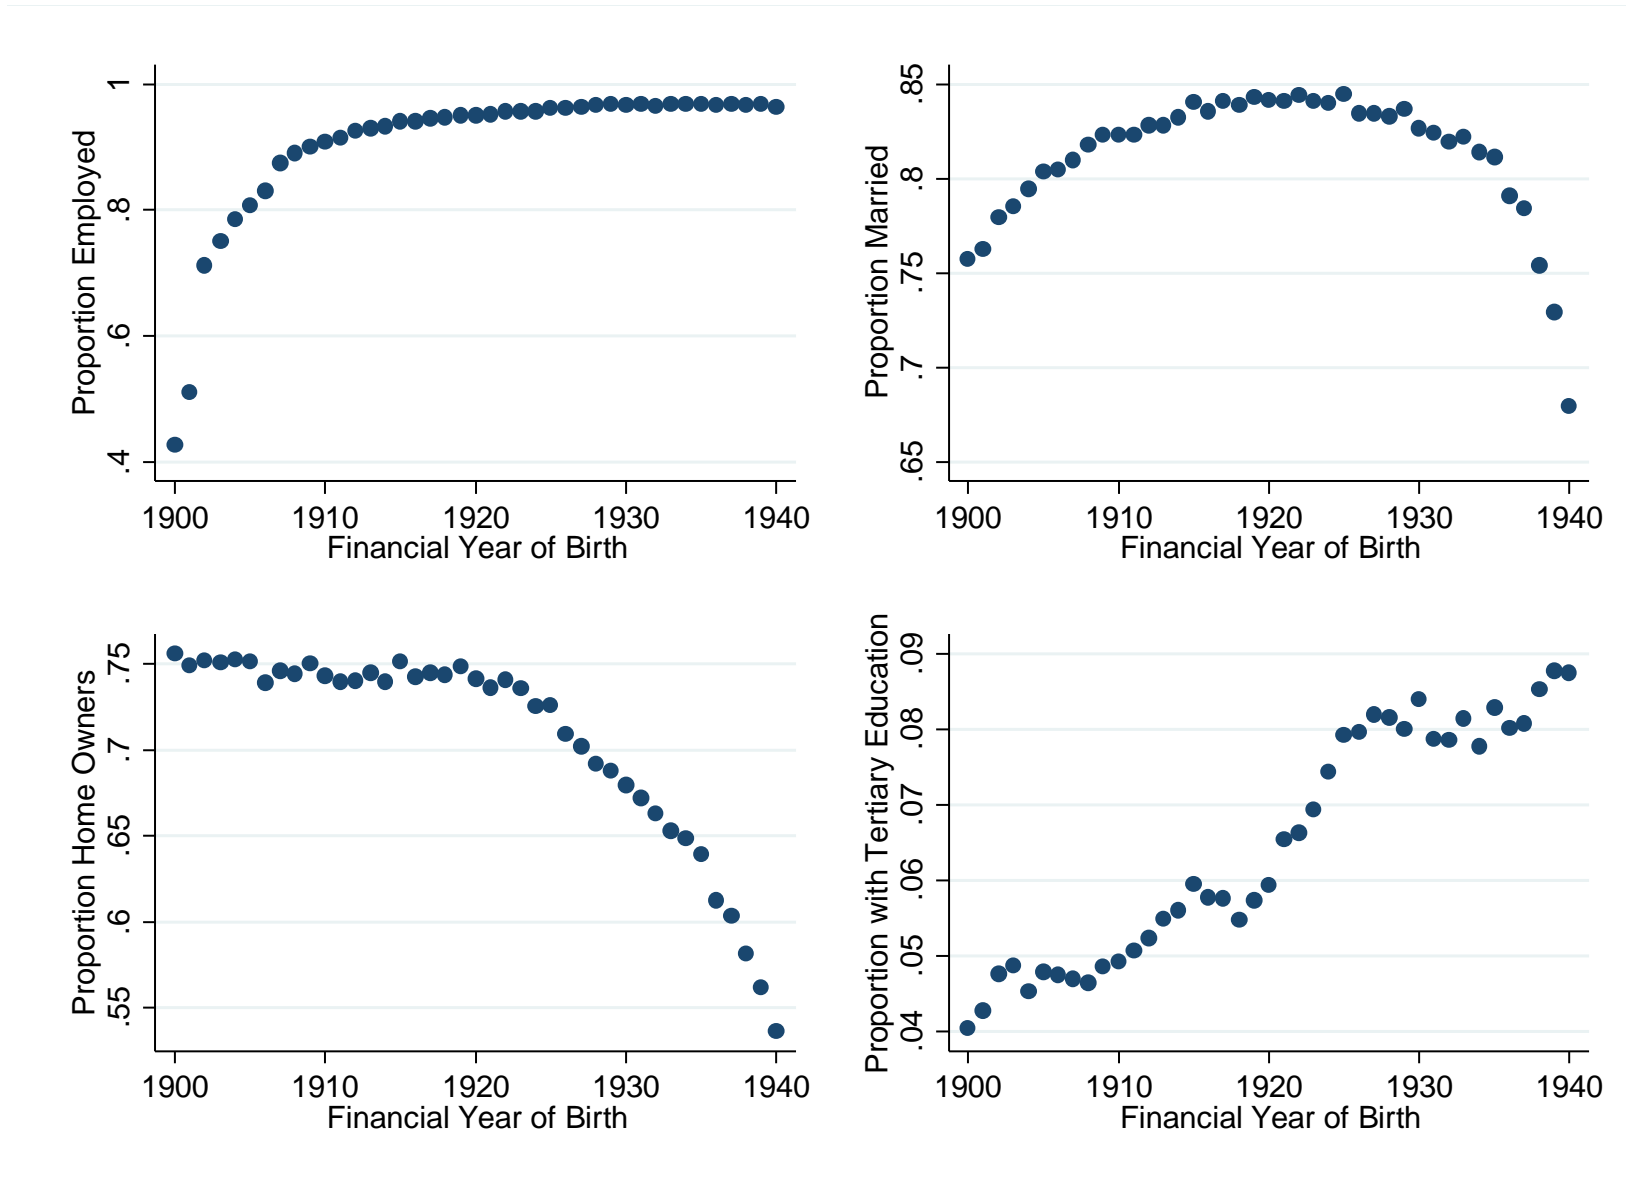 Proportion Employed
1
.8
.6
.4
1900 1910 1920 1930 1940
Financial Year of Birth
Proportion Married
.85
.8
.75
.7
.65
1900 1910 1920 1930 1940
Financial Year of Birth
Proportion Home Owners
.75
.7
.65
.6
.55
1900 1910 1920 1930 1940
Financial Year of Birth
Proportion with Tertiary Education
.09
.08
.07
.06
.05
.04
1900 1910 1920 1930 1940
Financial Year of Birth